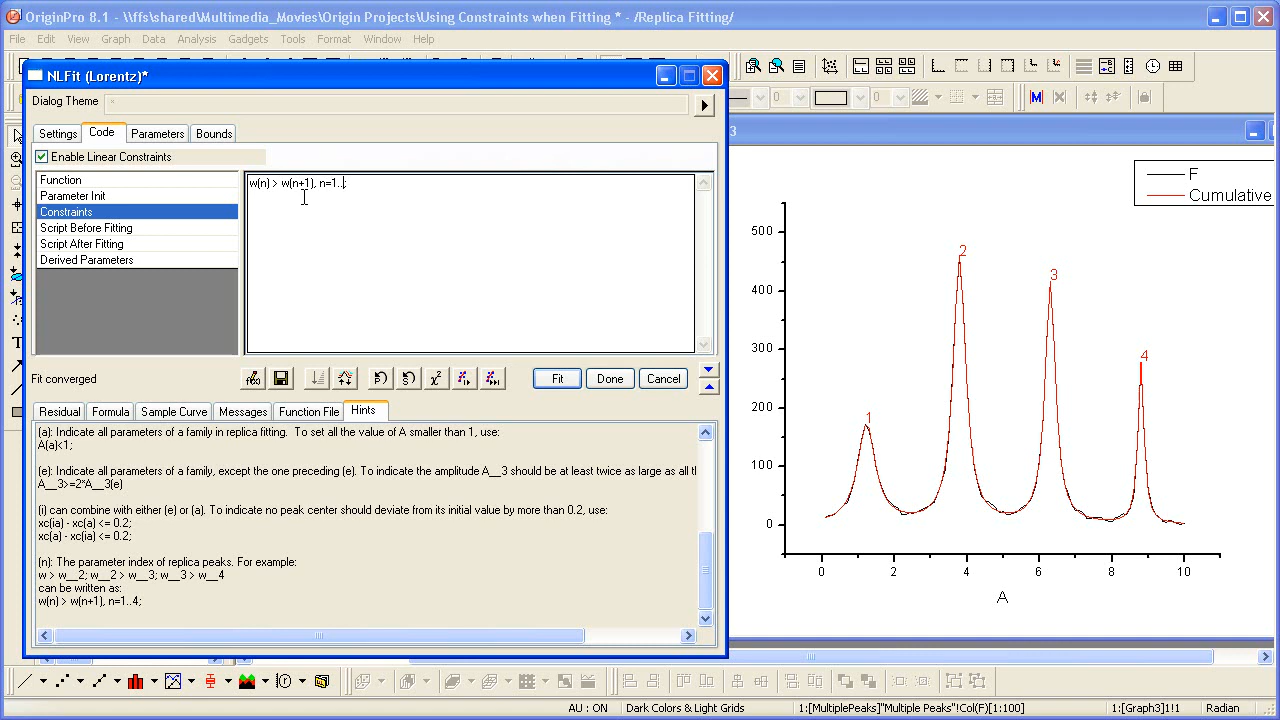 OriginPro 8.1 - \\ffs\shared\Multimedia_Movies\Origin Projects\Using Constraints when Fitting * - /Replica Fitting/
File Edit View Graph Data Analysis Gadgets Tools Format Window Help
NLFit (Lorentz)*
Dialog Theme *
Settings Code Parameters Bounds
Enable Linear Constraints
Function
Parameter Init
Constraints
Script Before Fitting
Script After Fitting
Derived Parameters
w(n) > w(n+1), n=1..;
Fit converged
Fit Done Cancel
Residual Formula Sample Curve Messages Function File Hints
(a): Indicate all parameters of a family in replica fitting. To set all the value of A smaller than 1, use:
A(a)<1;
(e): Indicate all parameters of a family, except the one preceding (e). To indicate the amplitude A__3 should be at least twice as large as all t
A__3>=2*A__3(e)
(i) can combine with either (e) or (a). To indicate no peak center should deviate from its initial value by more than 0.2, use:
xc(ia) - xc(a) <= 0.2;
xc(a) - xc(ia) <= 0.2;
(n): The parameter index of replica peaks. For example:
w > w__2; w__2 > w__3; w__3 > w__4
can be written as:
w(n) > w(n+1), n=1..4;
0 0
3
F
Cumulative
500
400
300
200
100
0
1
2
3
4
0 2 4 6 8 10
A
AU : ON Dark Colors & Light Grids 1:[MultiplePeaks]"Multiple Peaks"!Col(F)[1:100] 1:[Graph3]1!1 Radian